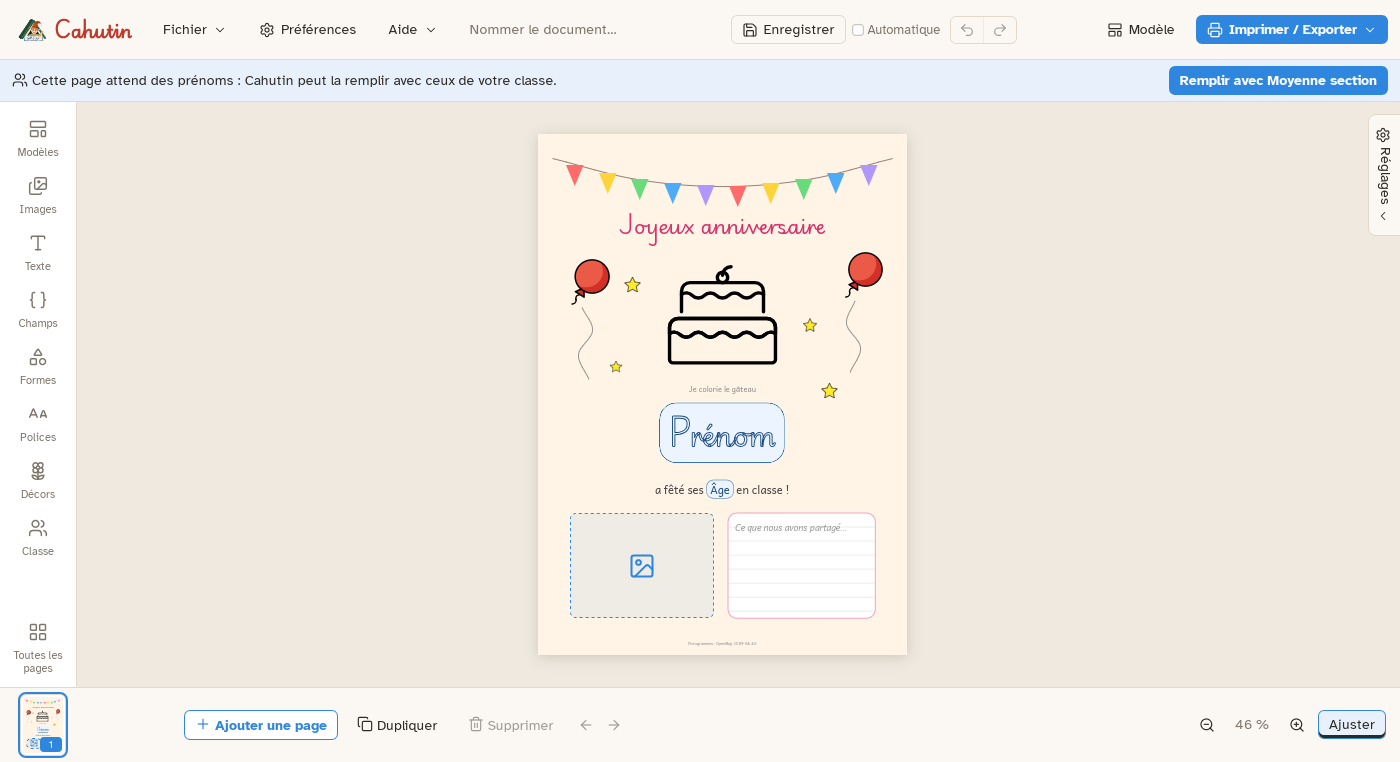 Cahutin
Fichier
Préférences
Aide
Nommer le document…
Enregistrer
Automatique
Modèle
Imprimer / Exporter
Cette page attend des prénoms : Cahutin peut la remplir avec ceux de votre classe.
Remplir avec Moyenne section
Modèles
Images
Texte
Champs
Formes
Polices
Décors
Classe
Toutes les
pages
Réglages
Joyeux anniversaire
Je colorie le gâteau
Prénom
a fêté ses Âge en classe !
Ce que nous avons partagé…
1
Ajouter une page
Dupliquer
Supprimer
46 %
Ajuster